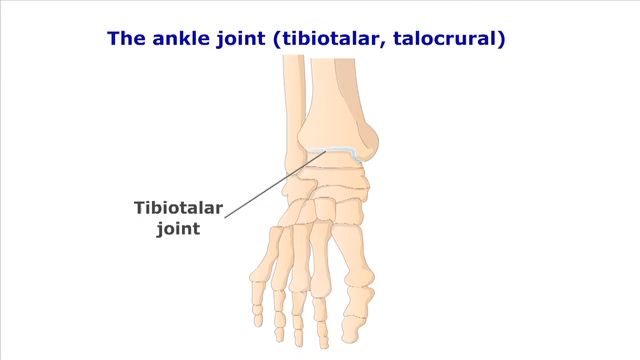 The ankle joint (tibiotalar, talocrural)
Tibiotalar
joint